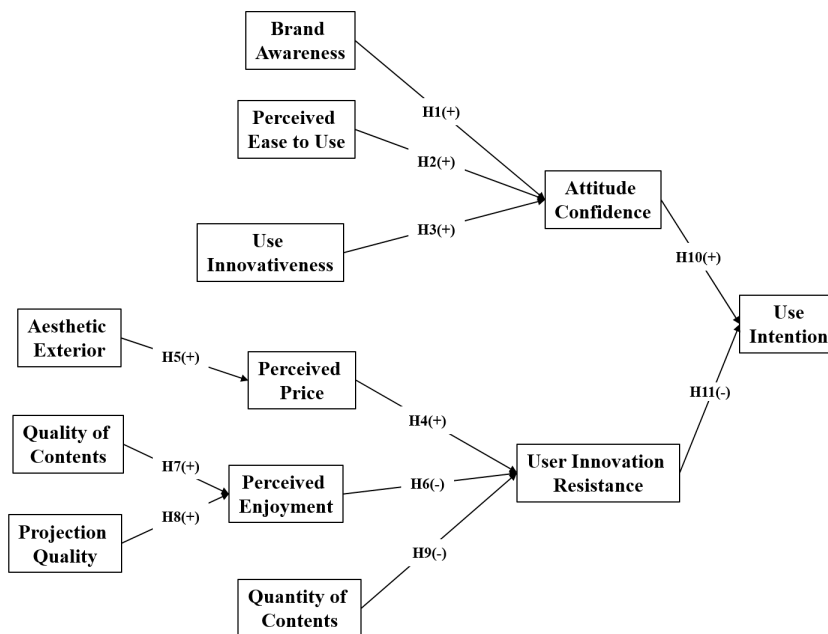 Brand
Awareness
H1(+)
Perceived
Ease to Use
H2(+)
Attitude
Confidence
Use
Innovativeness
H3(+)
H10(+)
Use
Intention
Aesthetic
Exterior
H5(+)
Perceived
Price
H4(+)
H11(-)
Quality of
Contents
H7(+)
Perceived
Enjoyment
H6(-)
User Innovation
Resistance
H8(+)
Projection
Quality
H9(-)
Quantity of
Contents